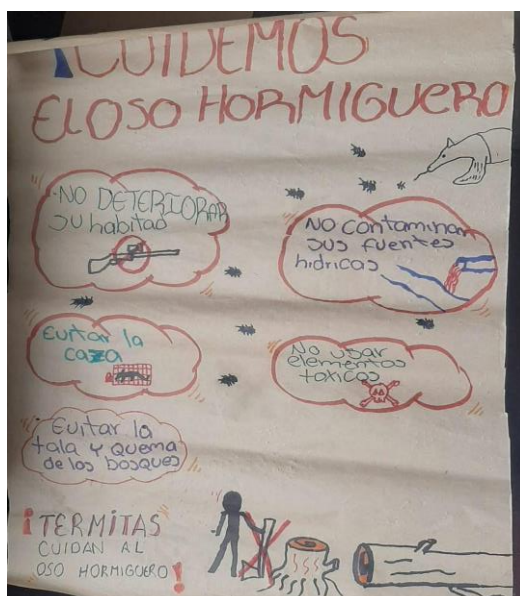 ¡CUIDEMOS
EL OSO HORMIGUERO
NO DETERIORAR
su habitad
NO contaminar
sus fuentes
hidricas
Evitar la
caza
No usar
elementos
toxicos
Evitar la
tala y quema
de los bosques
¡TERMITAS
CUIDAN AL
OSO HORMIGUERO!